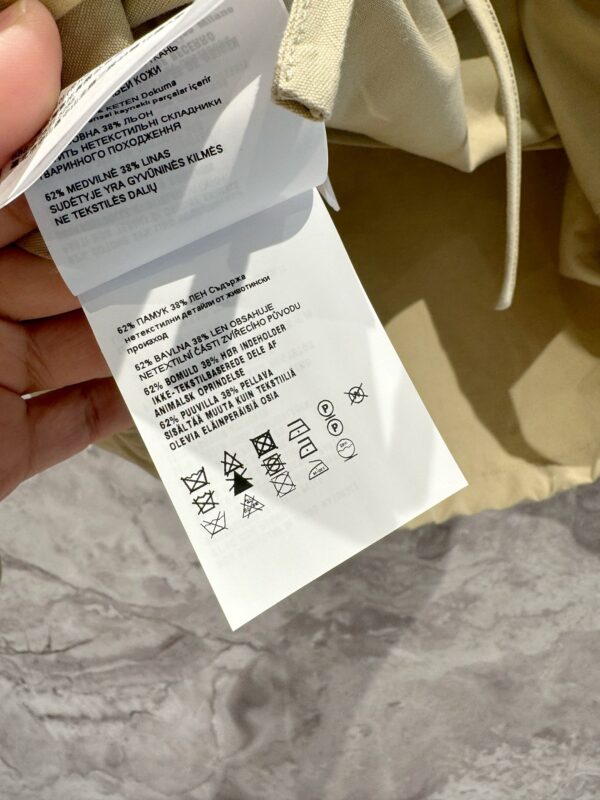 КАНЬ
ЬЕЙ КОЖИ
KETEN Dokuma
kaynaklı parçalar içerir
ОВНА 38% ЛЬОН
ИТЬ НЕТЕКСТИЛЬНІ СКЛАДНИКИ
ВАРИННОГО ПОХОДЖЕННЯ
62% MEDVILNĖ 38% LINAS
SUDĖTYJE YRA GYVŪNINĖS KILMĖS
NE TEKSTILĖS DALIŲ
62% ПАМУК 38% ЛЕН Съдържа
нетекстилни детайли от животински
произход
62% BAVLNA 38% LEN OBSAHUJE
NETEXTILNÍ ČÁSTI ZVÍŘECÍHO PŮVODU
62% BOMULD 38% HØR INDEHOLDER
IKKE-TEKSTILBASEREDE DELE AF
ANIMALSK OPRINDELSE
62% PUUVILLA 38% PELLAVA
SISÄLTÄÄ MUUTA KUIN TEKSTIILIÄ
OLEVIA ELÄINPERÄISIÄ OSIA
P
P